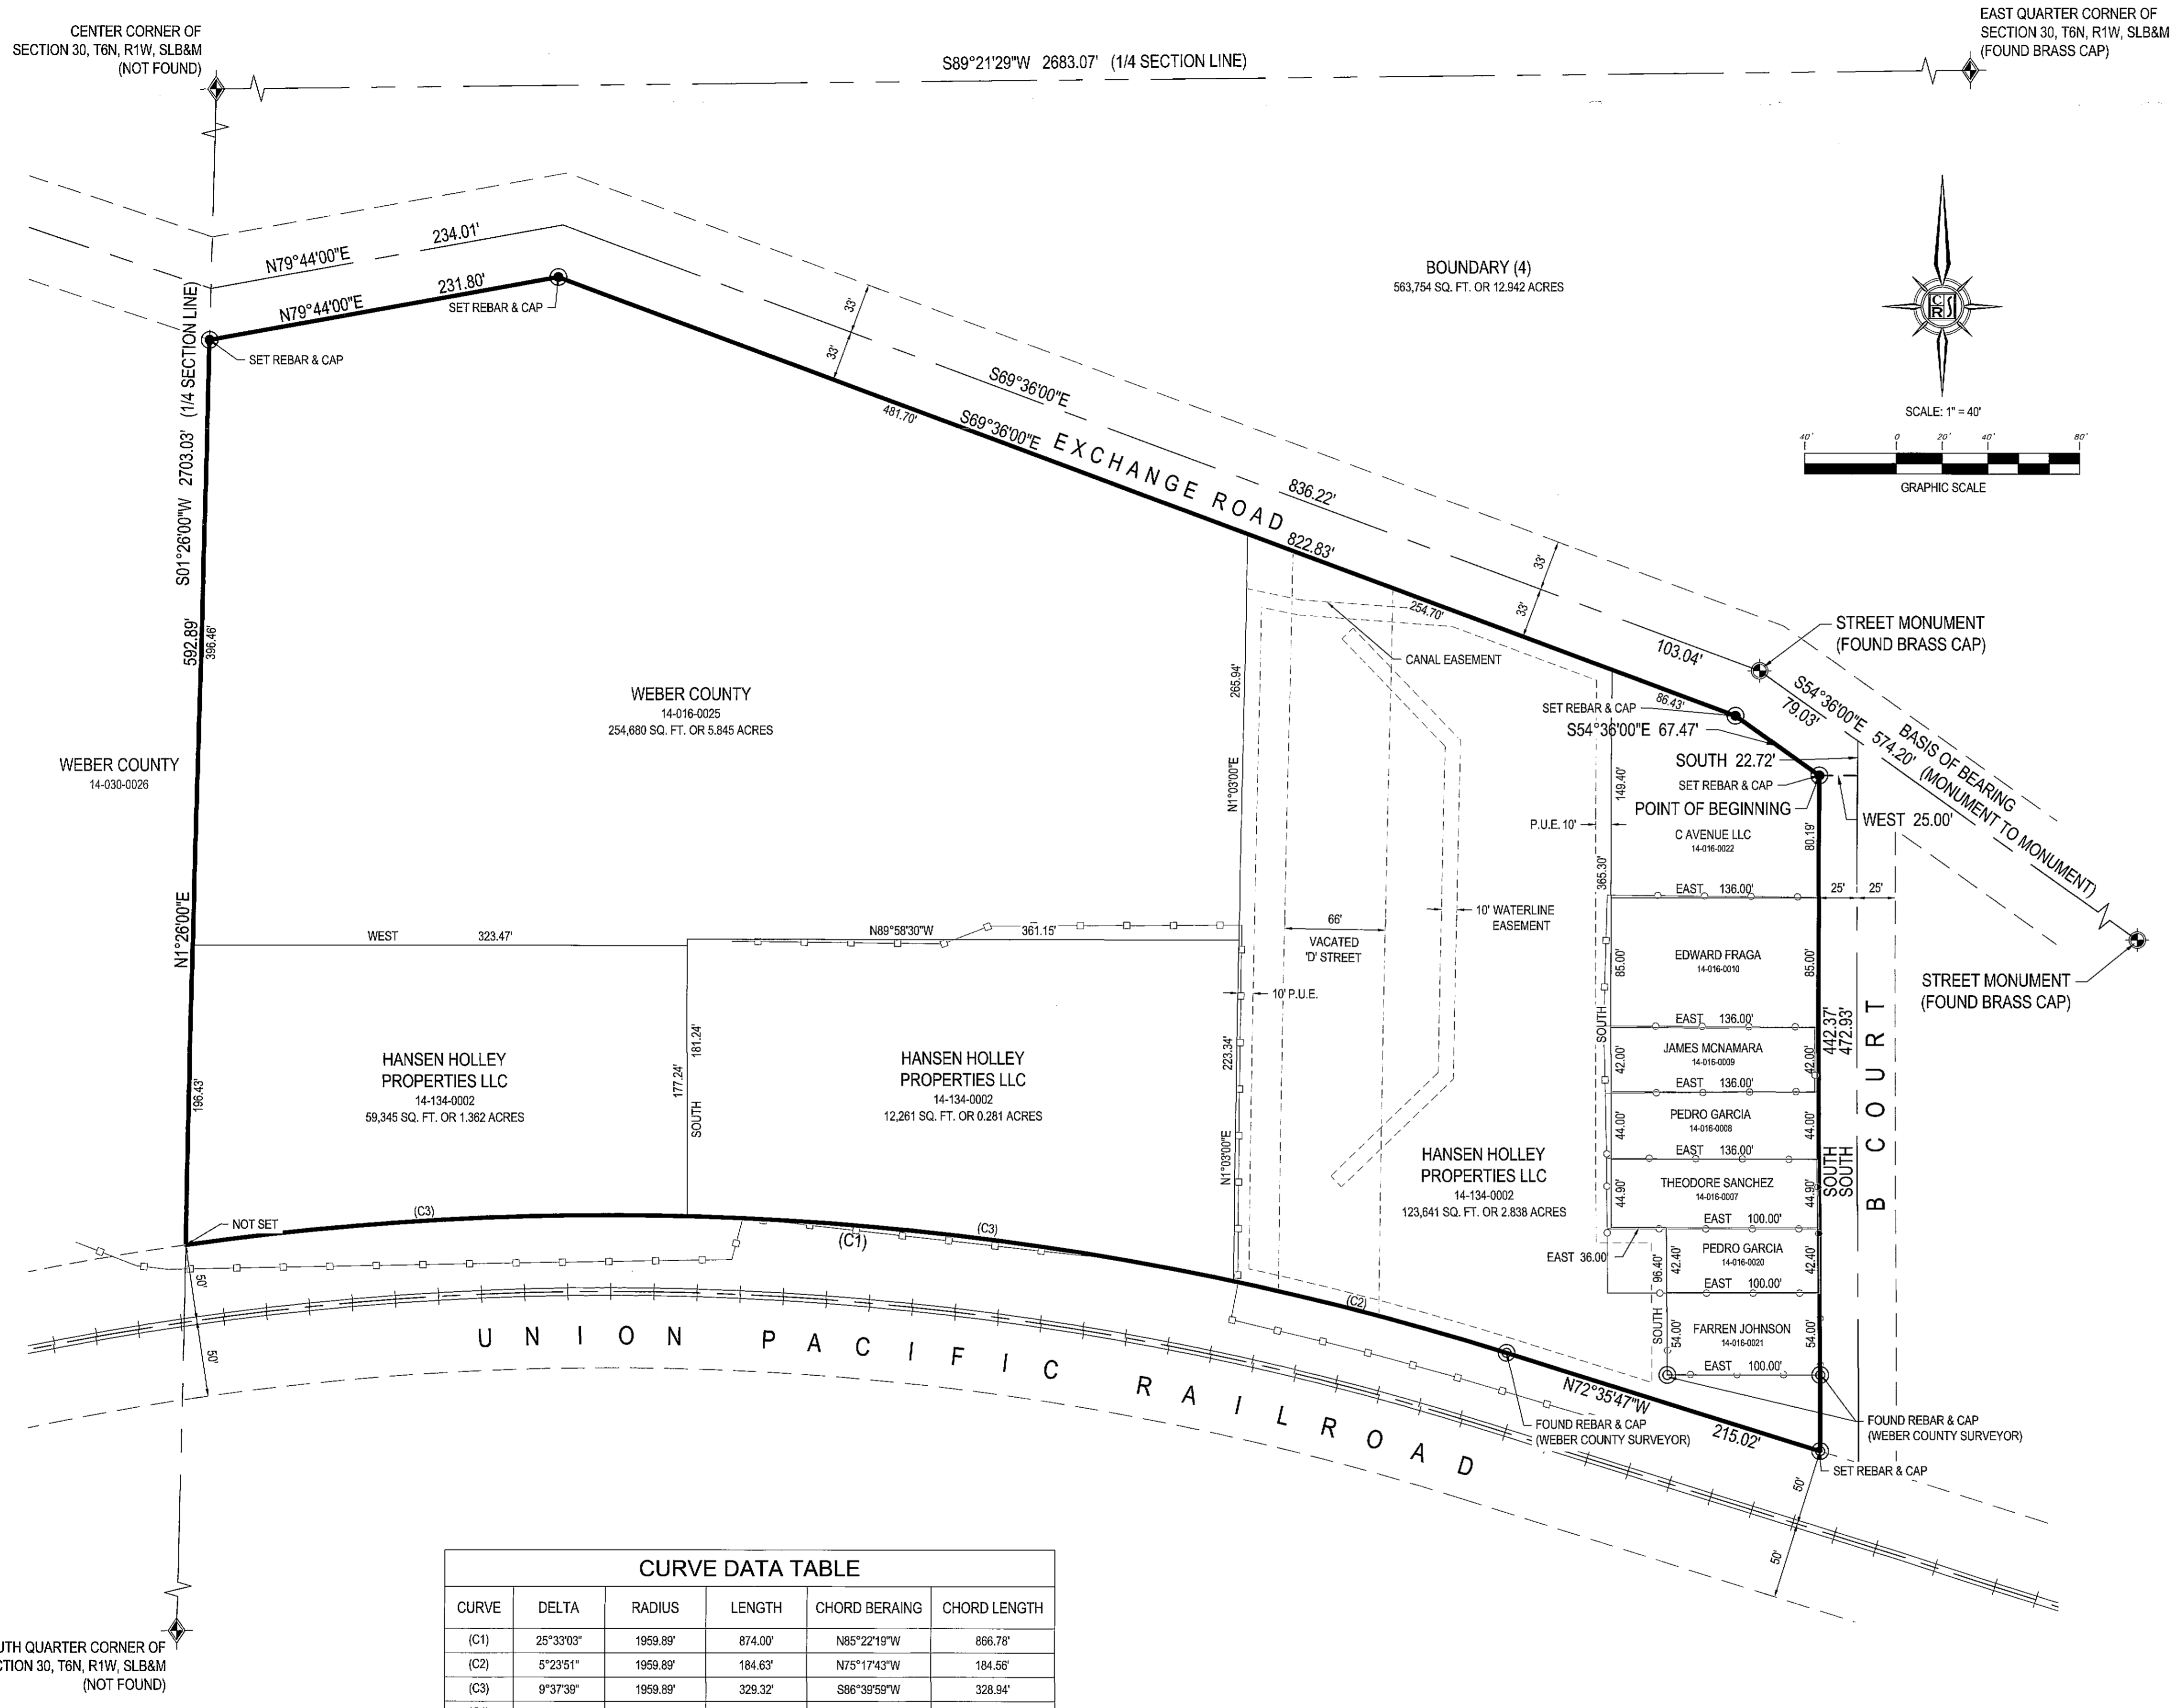 CENTER CORNER OF
SECTION 30, T6N, R1W, SLB&M
(NOT FOUND)
S89°21'29"W 2683.07' (1/4 SECTION LINE)
EAST QUARTER CORNER OF
SECTION 30, T6N, R1W, SLB&M
(FOUND BRASS CAP)
N79°44'00"E
234.01'
N79°44'00"E
231.80'
SET REBAR & CAP
SET REBAR & CAP
33'
33'
BOUNDARY (4)
563,754 SQ. FT. OR 12.942 ACRES
C
S
R
SCALE: 1" = 40'
40'
0
20'
40'
80'
GRAPHIC SCALE
S69°36'00"E
481.70'
S69°36'00"E
EXCHANGE ROAD
836.22'
822.83'
33'
33'
254.70'
103.04'
STREET MONUMENT
(FOUND BRASS CAP)
86.43'
SET REBAR & CAP
S54°36'00"E 67.47'
S54°36'00"E 574.20' (MONUMENT TO MONUMENT)
79.03'
BASIS OF BEARING
SOUTH 22.72'
SET REBAR & CAP
POINT OF BEGINNING
WEST 25.00'
STREET MONUMENT
(FOUND BRASS CAP)
S01°26'00"W 2703.03' (1/4 SECTION LINE)
592.89'
396.46'
N1°26'00"E
196.43'
WEBER COUNTY
14-030-0026
WEBER COUNTY
14-016-0025
254,680 SQ. FT. OR 5.845 ACRES
265.94'
N1°03'00"E
CANAL EASEMENT
149.40'
P.U.E. 10'
365.30'
10' WATERLINE
EASEMENT
66'
VACATED
'D' STREET
10' P.U.E.
WEST 323.47'
N89°58'30"W 361.15'
177.24'
SOUTH 181.24'
223.34'
N1°03'00"E
HANSEN HOLLEY
PROPERTIES LLC
14-134-0002
59,345 SQ. FT. OR 1.362 ACRES
HANSEN HOLLEY
PROPERTIES LLC
14-134-0002
12,261 SQ. FT. OR 0.281 ACRES
HANSEN HOLLEY
PROPERTIES LLC
14-134-0002
123,641 SQ. FT. OR 2.838 ACRES
C AVENUE LLC
14-016-0022
80.19'
EAST 136.00'
25'
25'
EDWARD FRAGA
14-016-0010
85.00'
85.00'
EAST 136.00'
SOUTH
JAMES MCNAMARA
14-016-0009
42.00'
42.00'
EAST 136.00'
PEDRO GARCIA
14-016-0008
44.00'
44.00'
EAST 136.00'
THEODORE SANCHEZ
14-016-0007
44.90'
44.90'
EAST 100.00'
EAST 36.00'
PEDRO GARCIA
14-016-0020
96.40'
42.40'
42.40'
EAST 100.00'
SOUTH
FARREN JOHNSON
14-016-0021
54.00'
54.00'
EAST 100.00'
SOUTH 442.37'
SOUTH 472.93'
B COURT
NOT SET
(C3)
(C1)
(C3)
(C2)
50'
50'
UNION PACIFIC RAILROAD
N72°35'47"W
215.02'
FOUND REBAR & CAP
(WEBER COUNTY SURVEYOR)
FOUND REBAR & CAP
(WEBER COUNTY SURVEYOR)
SET REBAR & CAP
50'
50'
CURVE DATA TABLE
CURVE DELTA RADIUS LENGTH CHORD BERAING CHORD LENGTH
(C1) 25°33'03" 1959.89' 874.00' N85°22'19"W 866.78'
(C2) 5°23'51" 1959.89' 184.63' N75°17'43"W 184.56'
(C3) 9°37'39" 1959.89' 329.32' S86°39'59"W 328.94'
UTH QUARTER CORNER OF
CTION 30, T6N, R1W, SLB&M
(NOT FOUND)